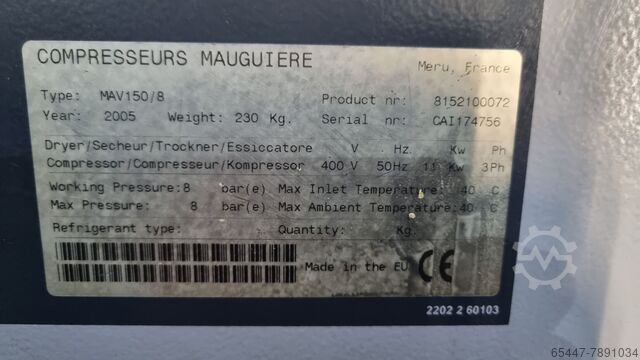 COMPRESSEURS MAUGUIERE
Meru, France
Type: MAV150/8 Product nr: 8152100072
Year: 2005 Weight: 230 Kg. Serial nr: CAI174756
Dryer/Secheur/Trockner/Essiccatore V Hz Kw Ph
Compressor/Compresseur/Kompressor 400 V 50Hz 11 Kw 3Ph
Working Pressure:8 bar(e) Max Inlet Temperature: 40 C
Max Pressure: 8 bar(e) Max Ambient Temperature:40 C
Refrigerant type: Quantity: Kg.
Made in the EU CE
2202 2 60103
65447-7891034